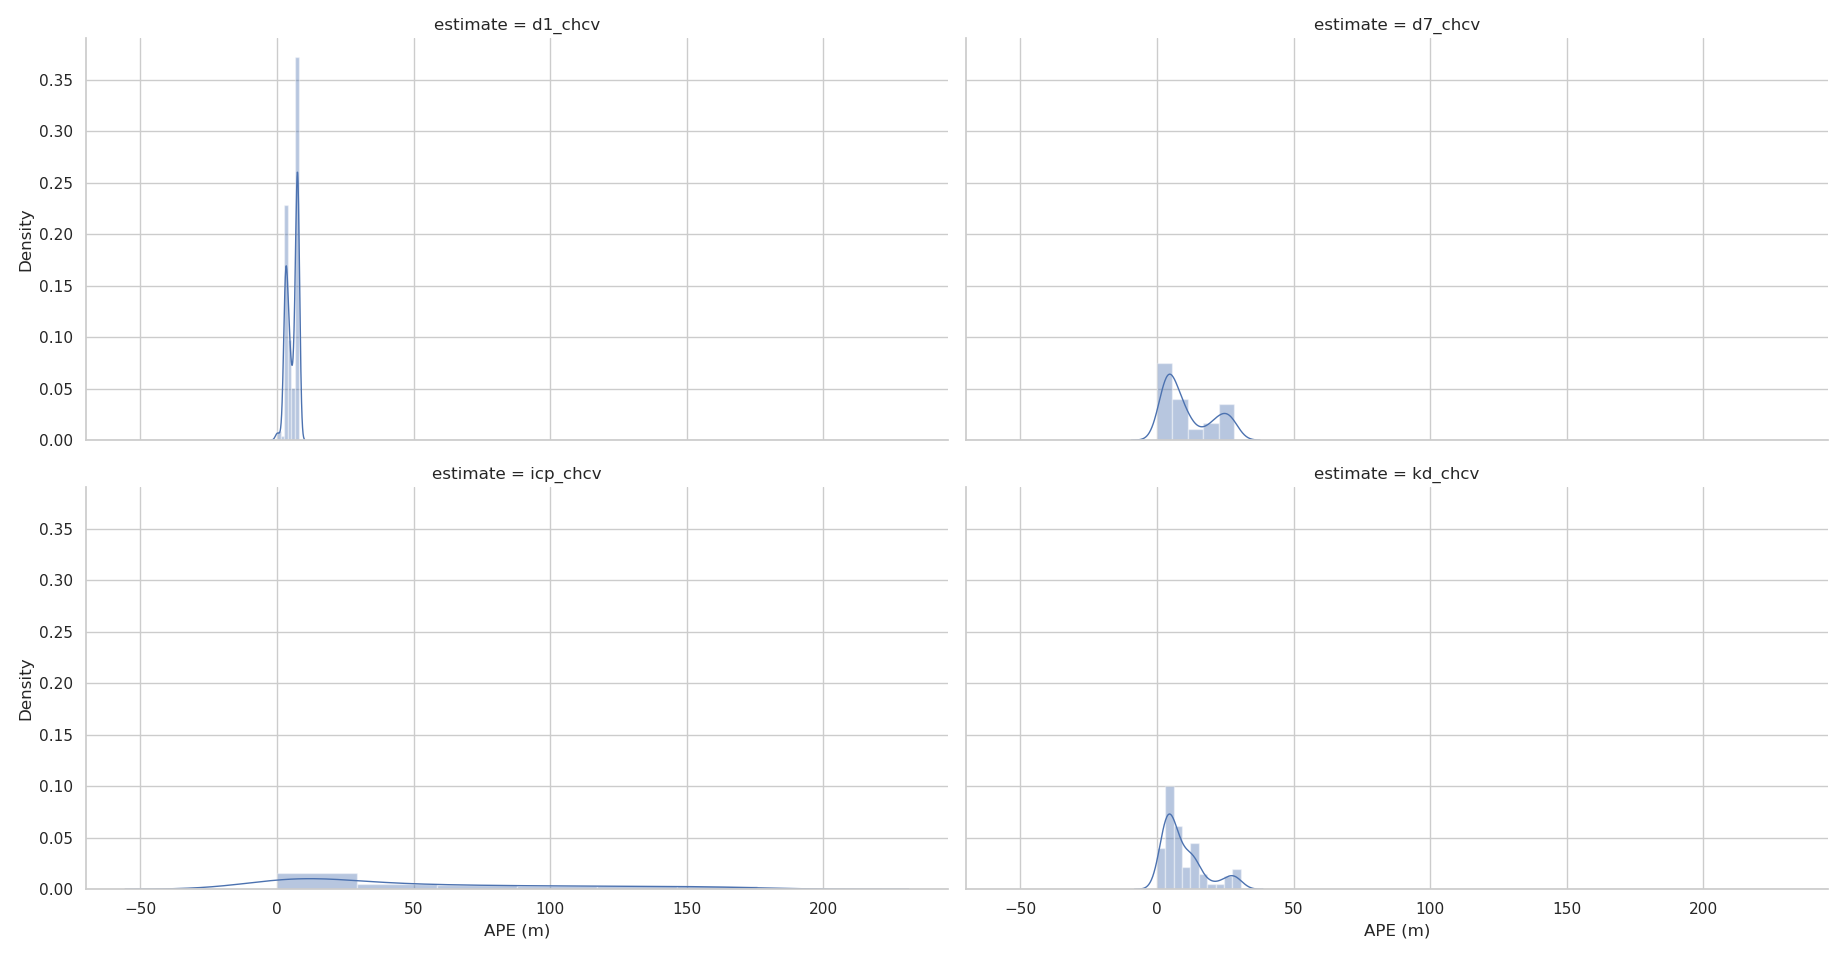 estimate = d1_chcv
estimate = d7_chcv
0.35
0.30
0.25
0.20
0.15
0.10
0.05
0.00
Density
estimate = icp_chcv
estimate = kd_chcv
0.35
0.30
0.25
0.20
0.15
0.10
0.05
0.00
Density
−50 0 50 100 150 200
−50 0 50 100 150 200
APE (m)
APE (m)